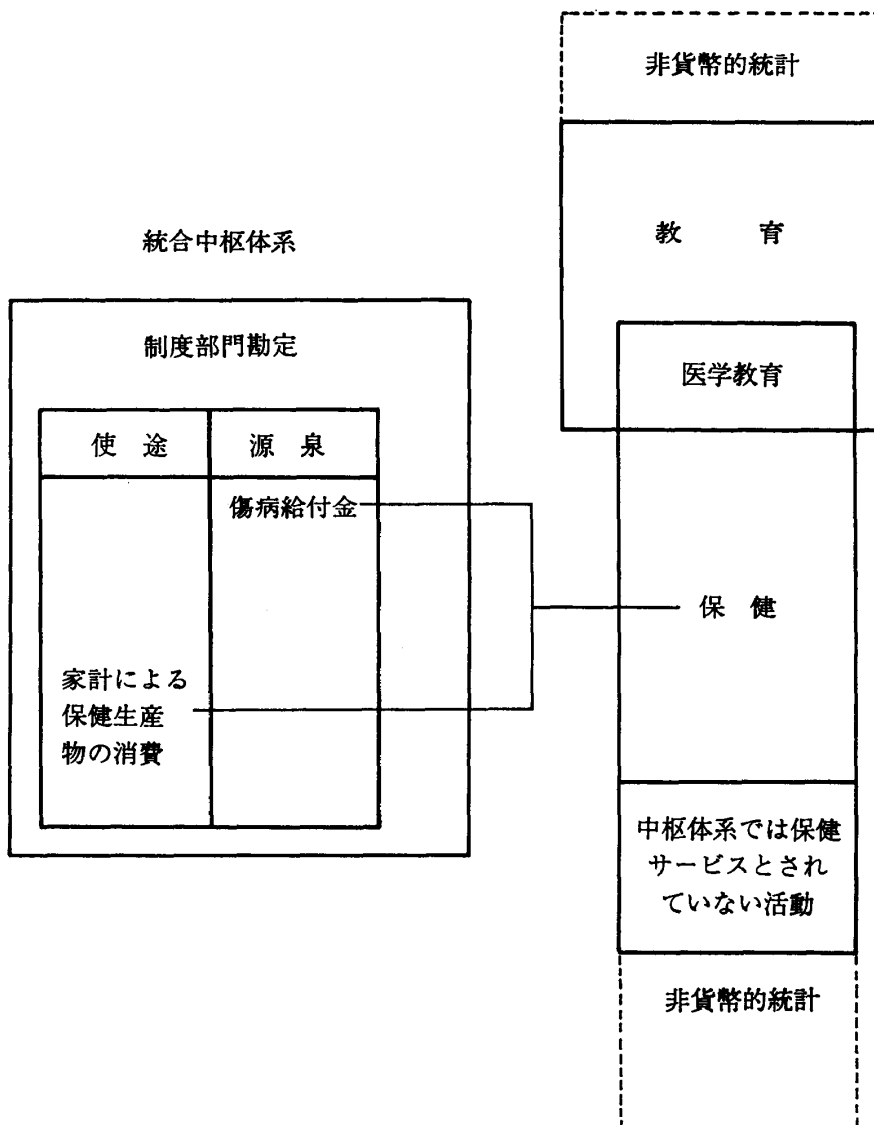 非貨幣的統計
教　育
医学教育
統合中枢体系
制度部門勘定
使　途
源　泉
傷病給付金
家計による
保健生産
物の消費
保　健
中枢体系では保健
サービスとされ
ていない活動
非貨幣的統計